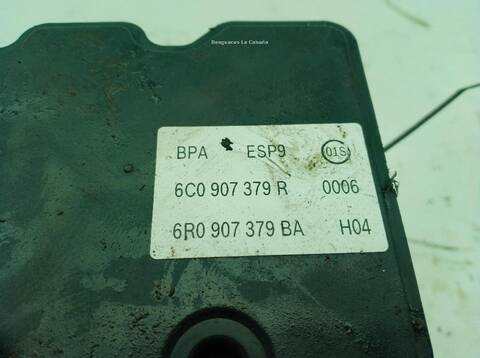 Desguaces La Cabaña
BPA ESP9 01S
6C0 907 379 R 0006
6R0 907 379 BA H04